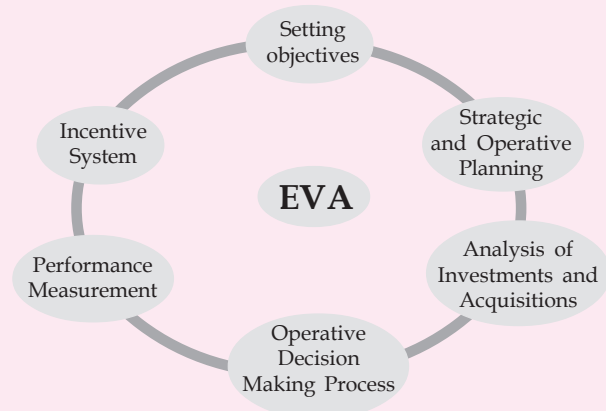 Setting
objectives
Strategic
and Operative
Planning
Analysis of
Investments and
Acquisitions
Operative
Decision
Making Process
Performance
Measurement
Incentive
System
EVA